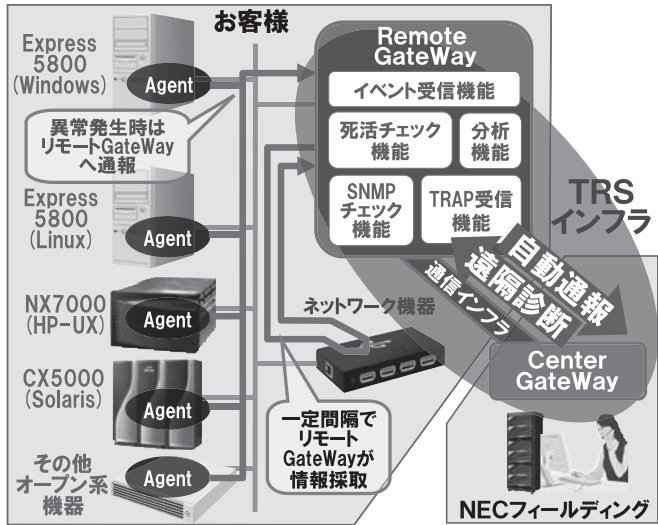 お客様
Express
5800
(Windows)
Agent
異常発生時は
リモートGateWay
へ通報
Express
5800
(Linux)
Agent
NX7000
(HP-UX)
Agent
CX5000
(Solaris)
Agent
その他
オープン系
機器
Agent
Remote
GateWay
イベント受信機能
死活チェック
機能
分析
機能
SNMP
チェック
機能
TRAP受信
機能
ネットワーク機器
一定間隔で
リモート
GateWayが
情報採取
TRS
インフラ
自動通報
遠隔診断
通信インフラ
Center
GateWay
NECフィールディング